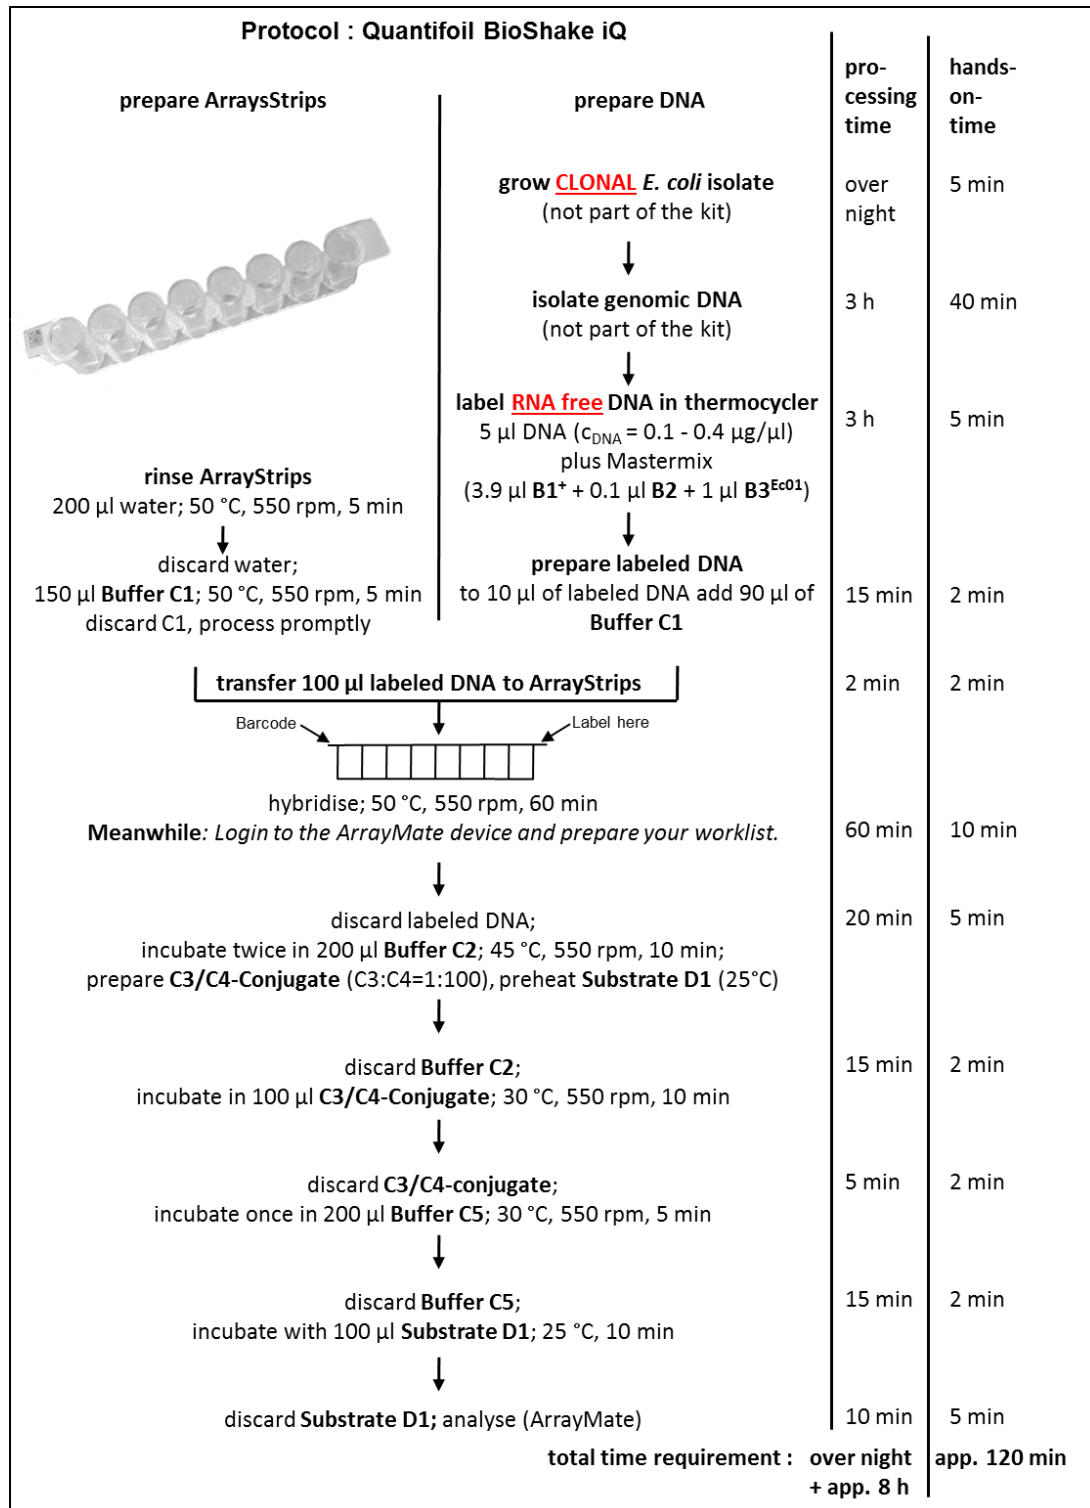 Protocol : Quantifoil BioShake iQ
pro-
cessing
time
hands-
on-
time
prepare ArraysStrips
prepare DNA
grow CLONAL E. coli isolate
(not part of the kit)
over
night
5 min
isolate genomic DNA
(not part of the kit)
3 h
40 min
label RNA free DNA in thermocycler
5 µl DNA (cDNA = 0.1 - 0.4 µg/µl)
plus Mastermix
(3.9 µl B1+ + 0.1 µl B2 + 1 µl B3Ec01)
3 h
5 min
rinse ArrayStrips
200 µl water; 50 °C, 550 rpm, 5 min
discard water;
150 µl Buffer C1; 50 °C, 550 rpm, 5 min
discard C1, process promptly
prepare labeled DNA
to 10 µl of labeled DNA add 90 µl of
Buffer C1
15 min
2 min
transfer 100 µl labeled DNA to ArrayStrips
2 min
2 min
Barcode
Label here
hybridise; 50 °C, 550 rpm, 60 min
Meanwhile: Login to the ArrayMate device and prepare your worklist.
60 min
10 min
discard labeled DNA;
incubate twice in 200 µl Buffer C2; 45 °C, 550 rpm, 10 min;
prepare C3/C4-Conjugate (C3:C4=1:100), preheat Substrate D1 (25°C)
20 min
5 min
discard Buffer C2;
incubate in 100 µl C3/C4-Conjugate; 30 °C, 550 rpm, 10 min
15 min
2 min
discard C3/C4-conjugate;
incubate once in 200 µl Buffer C5; 30 °C, 550 rpm, 5 min
5 min
2 min
discard Buffer C5;
incubate with 100 µl Substrate D1; 25 °C, 10 min
15 min
2 min
discard Substrate D1; analyse (ArrayMate)
10 min
5 min
total time requirement : over night app. 120 min
+ app. 8 h